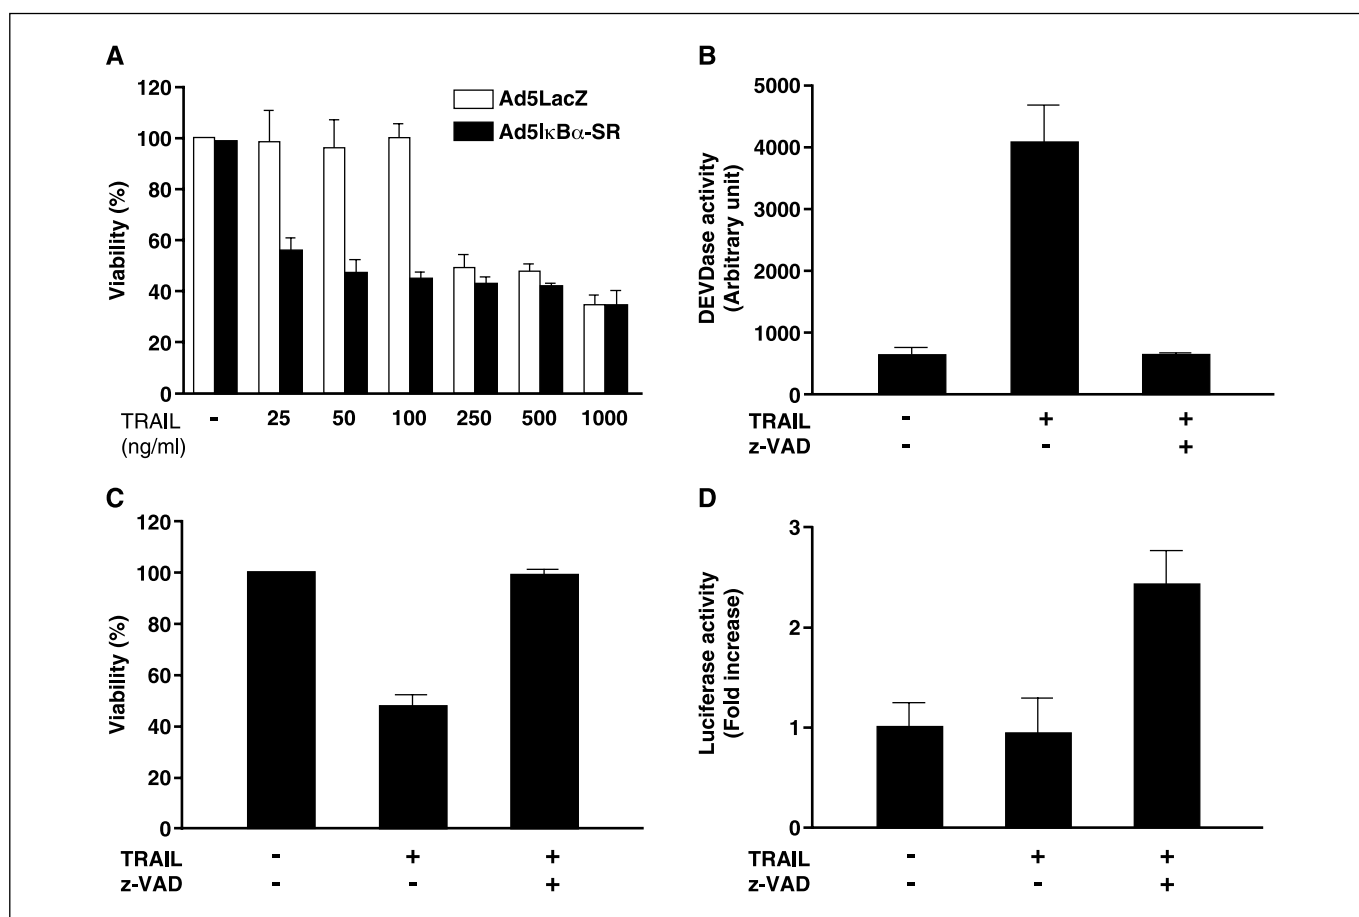 A
120
100
80
60
40
20
0
Viability (%)
Ad5LacZ
Ad5IκBα-SR
TRAIL - 25 50 100 250 500 1000
(ng/ml)
B
5000
4000
3000
4000
2000
1000
0
DEVDase activity
(Arbitrary unit)
TRAIL - + +
z-VAD - - +
C
120
100
80
60
40
20
0
Viability (%)
TRAIL - + +
z-VAD - - +
D
3
2
1
0
Luciferase activity
(Fold increase)
TRAIL - + +
z-VAD - - +